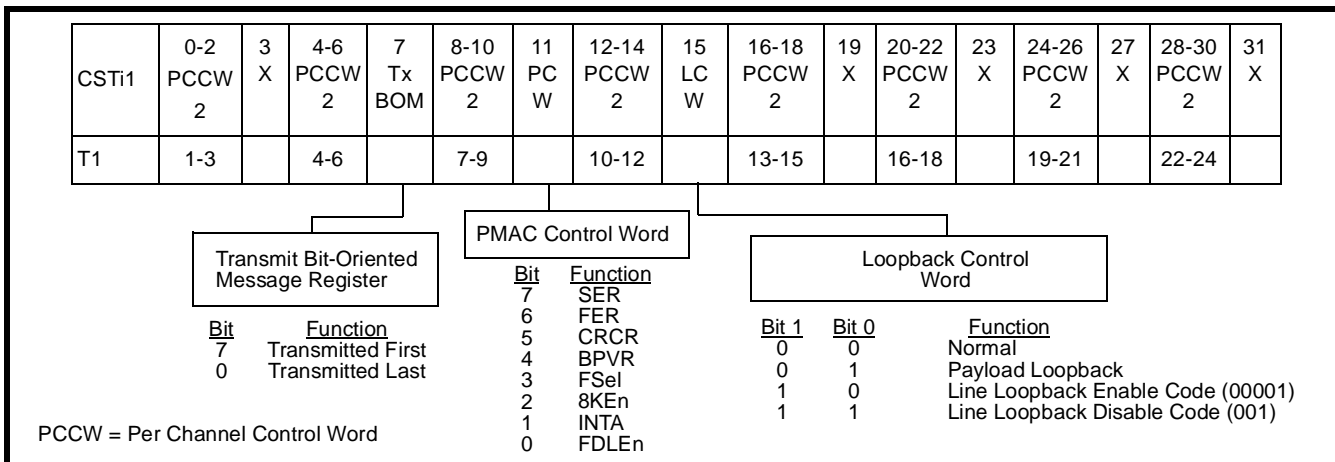 0-2 3 4-6 7 8-10 11 12-14 15 16-18 19 20-22 23 24-26 27 28-30 31
CSTi1 PCCW X PCCW Tx PCCW PC PCCW LC PCCW X PCCW X PCCW X PCCW X
2 2 BOM 2 W 2 W 2 2 2 2
T1 1-3 4-6 7-9 10-12 13-15 16-18 19-21 22-24
Transmit Bit-Oriented
Message Register
Bit Function
7 Transmitted First
0 Transmitted Last
PMAC Control Word
Bit Function
7 SER
6 FER
5 CRCR
4 BPVR
3 FSel
2 8KEn
1 INTA
0 FDLEn
Loopback Control
Word
Bit 1 Bit 0 Function
0 0 Normal
0 1 Payload Loopback
1 0 Line Loopback Enable Code (00001)
1 1 Line Loopback Disable Code (001)
PCCW = Per Channel Control Word